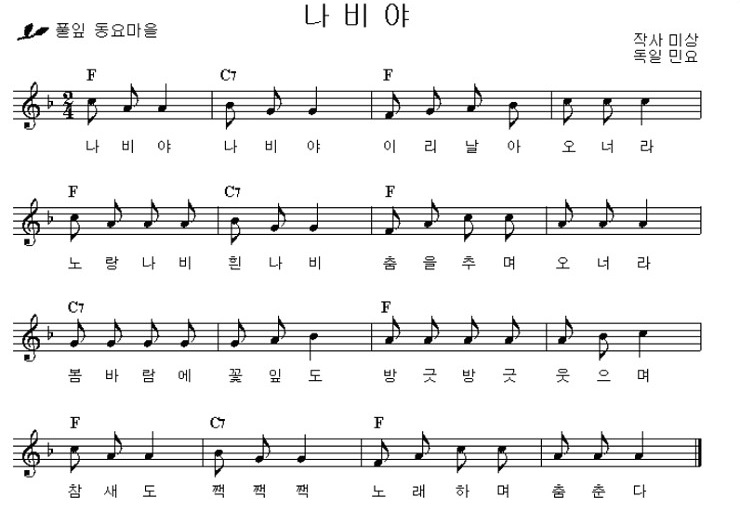 나비야
풀잎 동요마을
작사 미상
독일 민요
F C7 F
2/4
나 비 야 나 비 야 이 리 날 아 오 너 라
F C7 F
노 랑 나 비 흰 나 비 춤 을 추 며 오 너 라
C7 F
봄 바 람 에 꽃 잎 도 방 긋 방 긋 웃 으 며
F C7 F
참 새 도 짹 짹 짹 노 래 하 며 춤 춘 다